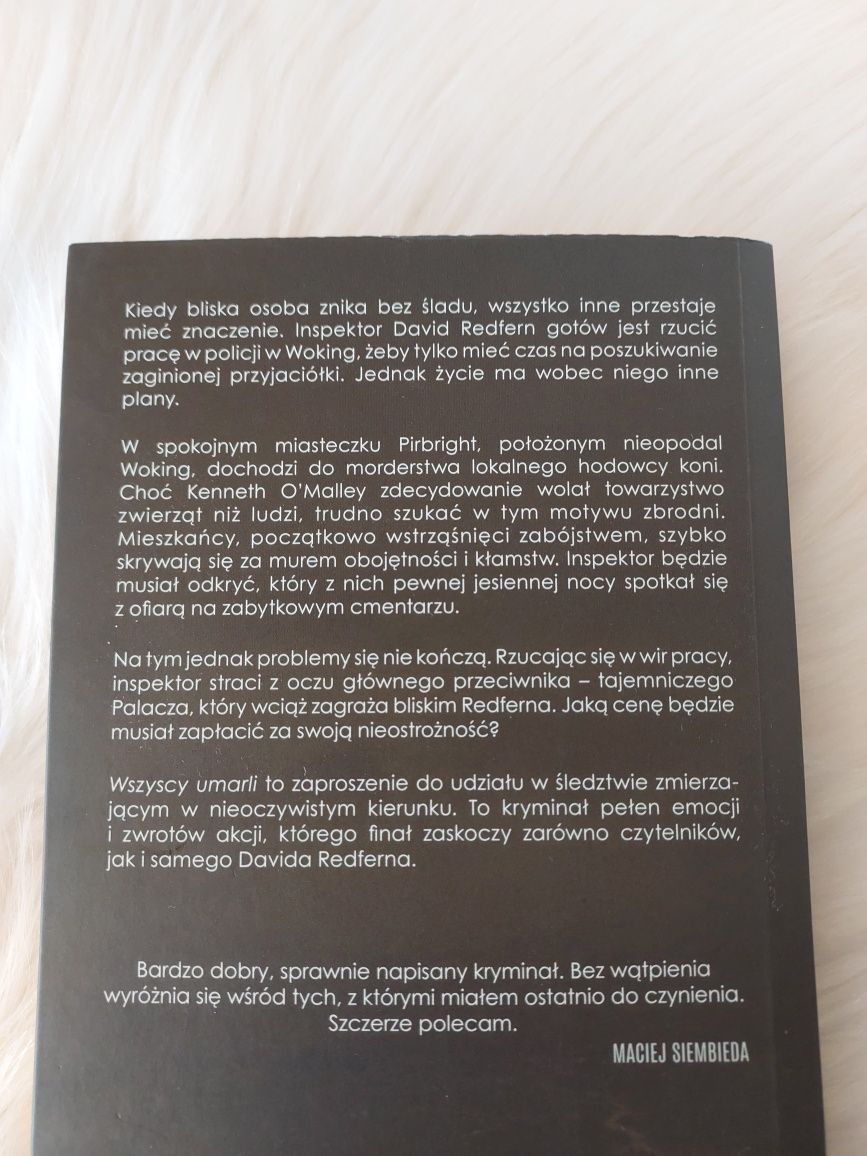 Kiedy bliska osoba znika bez śladu, wszystko inne przestaje
mieć znaczenie. Inspektor David Redfern gotów jest rzucić
pracę w policji w Woking, żeby tylko mieć czas na poszukiwanie
zaginionej przyjaciółki. Jednak życie ma wobec niego inne
plany.
W spokojnym miasteczku Pirbright, położonym nieopodal
Woking, dochodzi do morderstwa lokalnego hodowcy koni.
Choć Kenneth O'Malley zdecydowanie wolał towarzystwo
zwierząt niż ludzi, trudno szukać w tym motywu zbrodni.
Mieszkańcy, początkowo wstrząśnięci zabójstwem, szybko
skrywają się za murem obojętności i kłamstw. Inspektor będzie
musiał odkryć, który z nich pewnej jesiennej nocy spotkał się
z ofiarą na zabytkowym cmentarzu.
Na tym jednak problemy się nie kończą. Rzucając się w wir pracy,
inspektor straci z oczu głównego przeciwnika – tajemniczego
Palacza, który wciąż zagraża bliskim Redferna. Jaką cenę będzie
musiał zapłacić za swoją nieostrożność?
Wszyscy umarli to zaproszenie do udziału w śledztwie zmierza-
jącym w nieoczywistym kierunku. To kryminał pełen emocji
i zwrotów akcji, którego finał zaskoczy zarówno czytelników,
jak i samego Davida Redferna.
Bardzo dobry, sprawnie napisany kryminał. Bez wątpienia
wyróżnia się wśród tych, z którymi miałem ostatnio do czynienia.
Szczerze polecam.
MACIEJ SIEMBIEDA